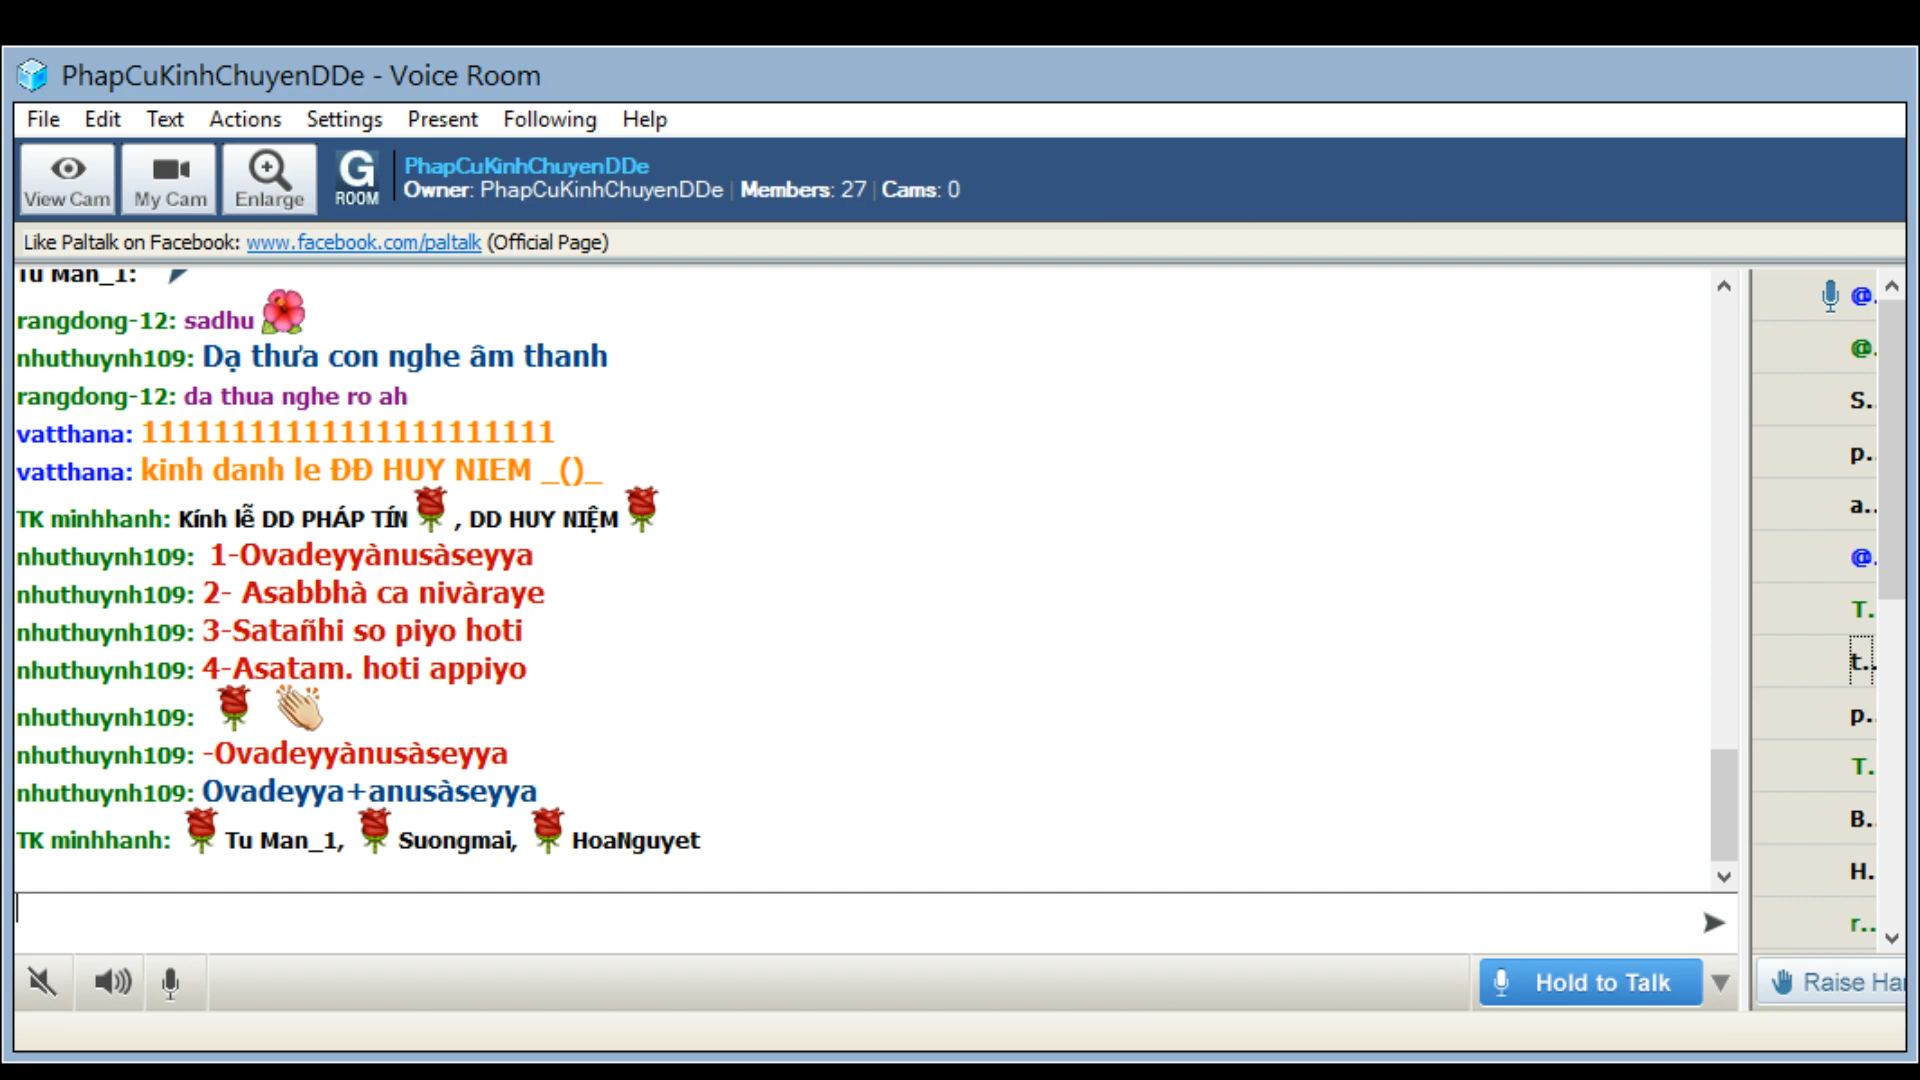 PhapCuKinhChuyenDDe - Voice Room
File Edit Text Actions Settings Present Following Help
View Cam My Cam Enlarge G ROOM
PhapCuKinhChuyenDDe
Owner: PhapCuKinhChuyenDDe | Members: 27 | Cams: 0
Like Paltalk on Facebook: www.facebook.com/paltalk (Official Page)
Tu Man_1:
rangdong-12: sadhu
nhuthuynh109: Dạ thưa con nghe âm thanh
rangdong-12: da thua nghe ro ah
vatthana: 11111111111111111111111
vatthana: kinh danh le ĐĐ HUY NIEM _()_
TK minhhanh: Kính lễ DD PHÁP TÍN , DD HUY NIỆM
nhuthuynh109: 1-Ovadeyyànusàseyya
nhuthuynh109: 2- Asabbhà ca nivàraye
nhuthuynh109: 3-Satañhi so piyo hoti
nhuthuynh109: 4-Asatam. hoti appiyo
nhuthuynh109:
nhuthuynh109: -Ovadeyyànusàseyya
nhuthuynh109: Ovadeyya+anusàseyya
TK minhhanh: Tu Man_1, Suongmai, HoaNguyet
@.
@.
S..
p..
a..
@.
T.
t..
p..
T.
B..
H.
r..
Hold to Talk
Raise Ha